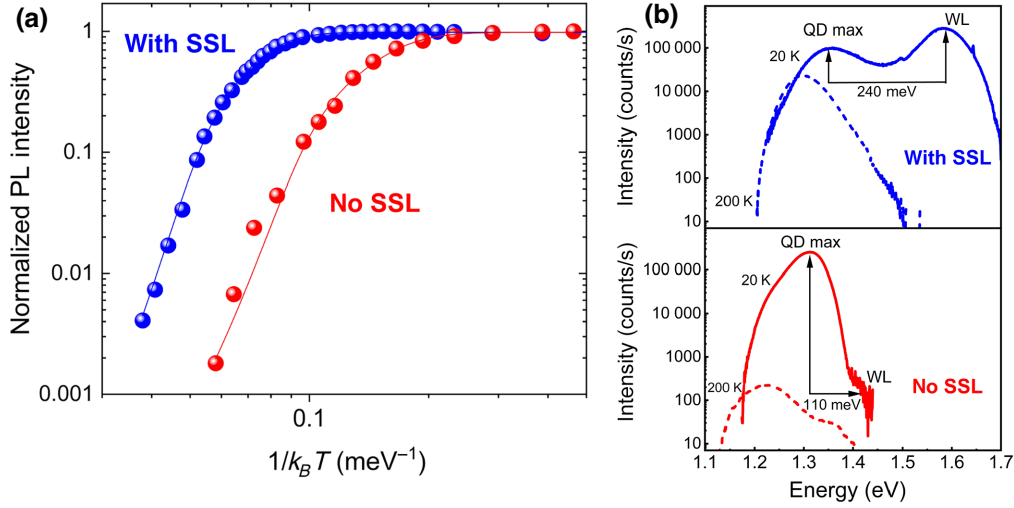 (a)
With SSL
No SSL
Normalized PL intensity
1
0.1
0.01
0.001
0.1
1/k_B T (meV⁻¹)
(b)
QD max
WL
20 K
240 meV
With SSL
200 K
Intensity (counts/s)
100 000
10 000
1000
100
10
QD max
20 K
WL
No SSL
200 K
110 meV
Intensity (counts/s)
100 000
10 000
1000
100
10
1.1 1.2 1.3 1.4 1.5 1.6 1.7
Energy (eV)